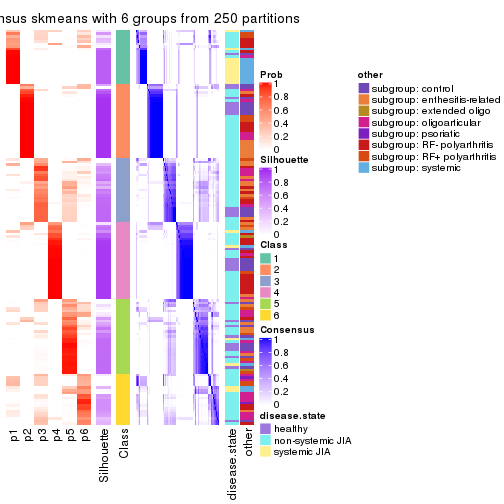 nsus skmeans with 6 groups from 250 partitions
p1
p2
p3
p4
p5
p6
Silhouette
Class
disease.state
other
Prob
1
0.8
0.6
0.4
0.2
0
Silhouette
1
0.8
0.6
0.4
0.2
0
Class
1
2
3
4
5
6
Consensus
1
0.8
0.6
0.4
0.2
0
disease.state
healthy
non-systemic JIA
systemic JIA
other
subgroup: control
subgroup: enthesitis-related
subgroup: extended oligo
subgroup: oligoarticular
subgroup: psoriatic
subgroup: RF- polyarthritis
subgroup: RF+ polyarthritis
subgroup: systemic